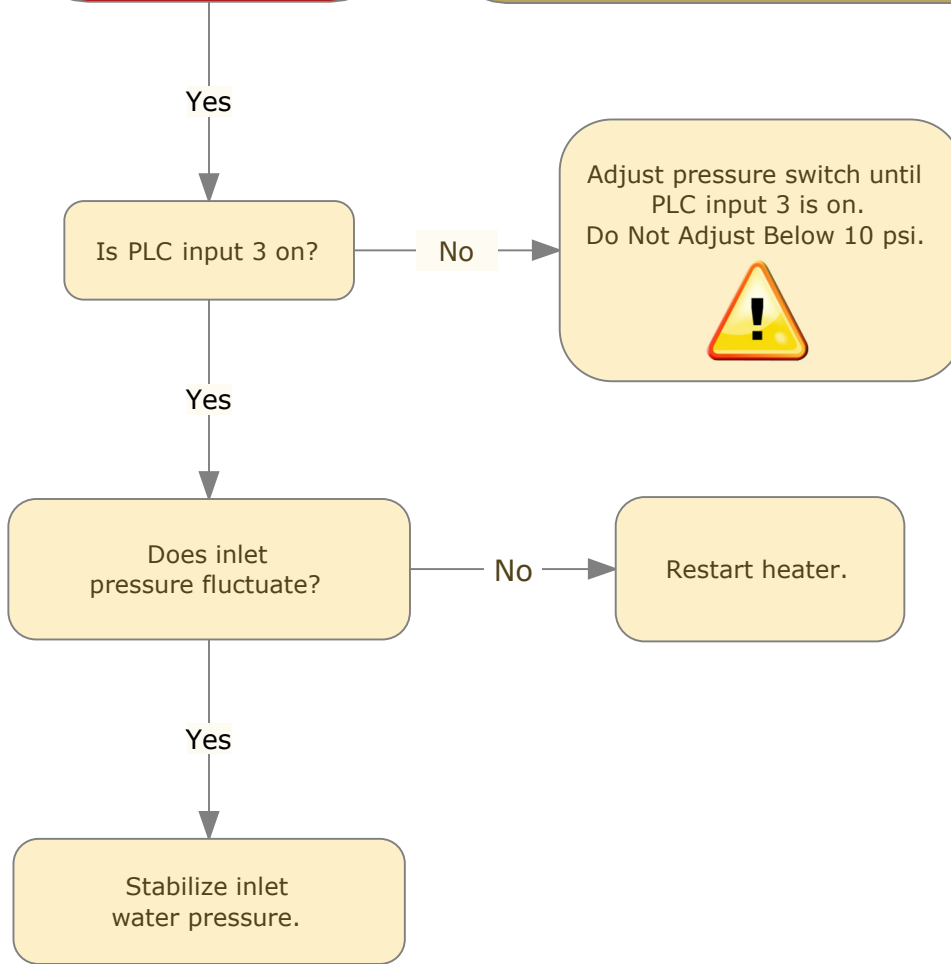 Yes
Is PLC input 3 on?
No
Adjust pressure switch until
PLC input 3 is on.
Do Not Adjust Below 10 psi.
Yes
Does inlet
pressure fluctuate?
No
Restart heater.
Yes
Stabilize inlet
water pressure.